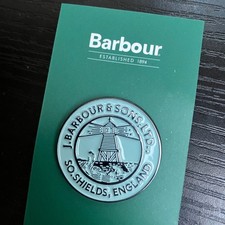 Barbour
ESTABLISHED 1894
J.BARBOUR & SONS LTD
SO.SHIELDS, ENGLAND